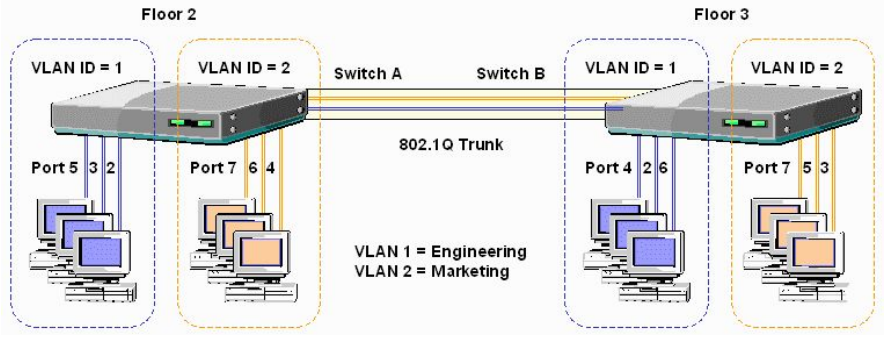 Floor 2
Floor 3
VLAN ID = 1
VLAN ID = 2
Switch A
Switch B
VLAN ID = 1
VLAN ID = 2
802.1Q Trunk
Port 5 3 2
Port 7 6 4
Port 4 2 6
Port 7 5 3
VLAN 1 = Engineering
VLAN 2 = Marketing